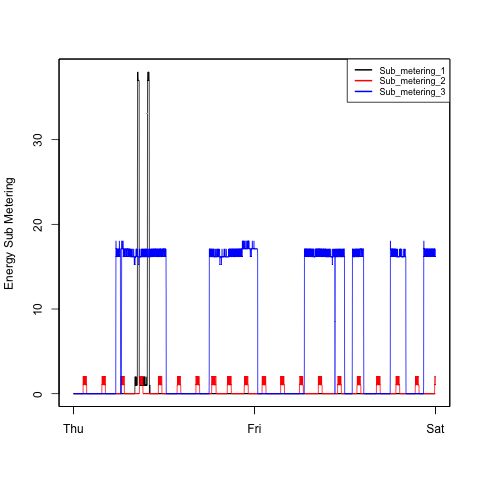 Sub_metering_1
Sub_metering_2
Sub_metering_3
Energy Sub Metering
30
20
10
0
Thu Fri Sat